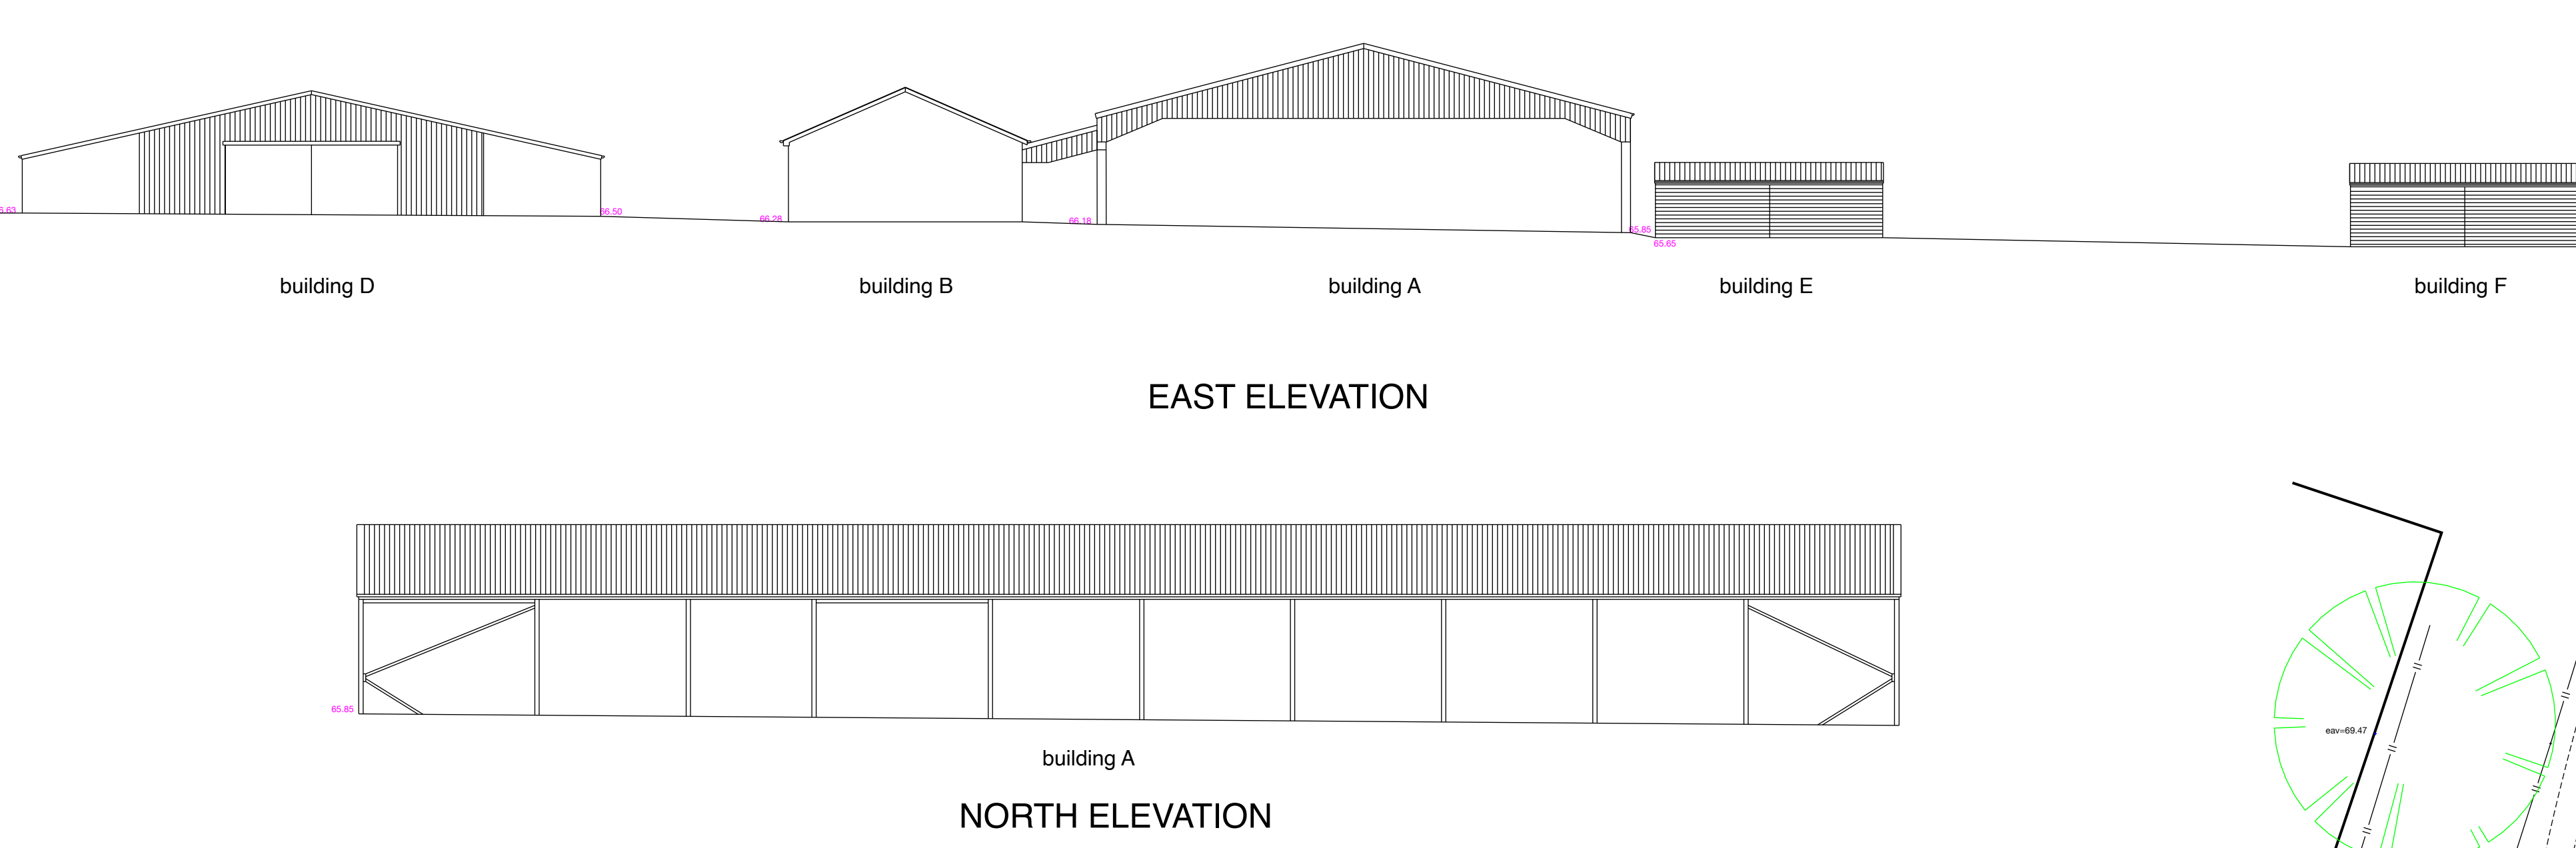 66.50
66.28
66.18
65.85
65.65
building D
building B
building A
building E
building F
EAST ELEVATION
65.85
eav=69.47
building A
NORTH ELEVATION